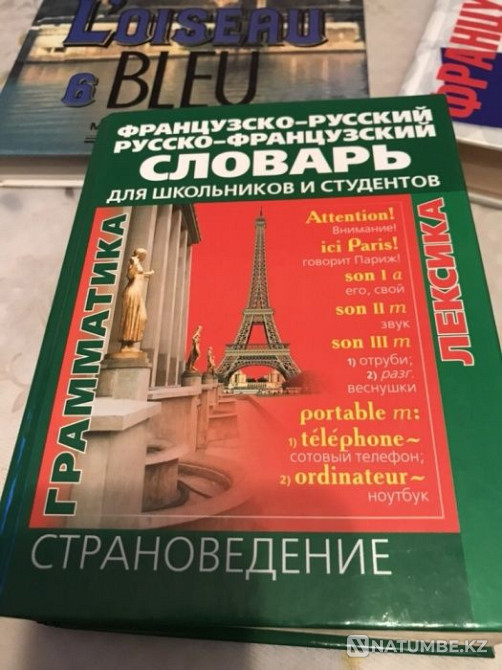 L'OISEAU
6 BLEU
ФРАНЦУ
ФРАНЦУЗСКО-РУССКИЙ
РУССКО-ФРАНЦУЗСКИЙ
СЛОВАРЬ
ДЛЯ ШКОЛЬНИКОВ И СТУДЕНТОВ
ГРАММАТИКА
Attention!
Внимание!
ici Paris!
говорит Париж!
son I a
его, свой
son II m
звук
son III m
1) отруби;
2) разг.
веснушки
portable m:
1) téléphone~
сотовый телефон;
2) ordinateur~
ноутбук
ЛЕКСИКА
СТРАНОВЕДЕНИЕ
NATUMBE.KZ